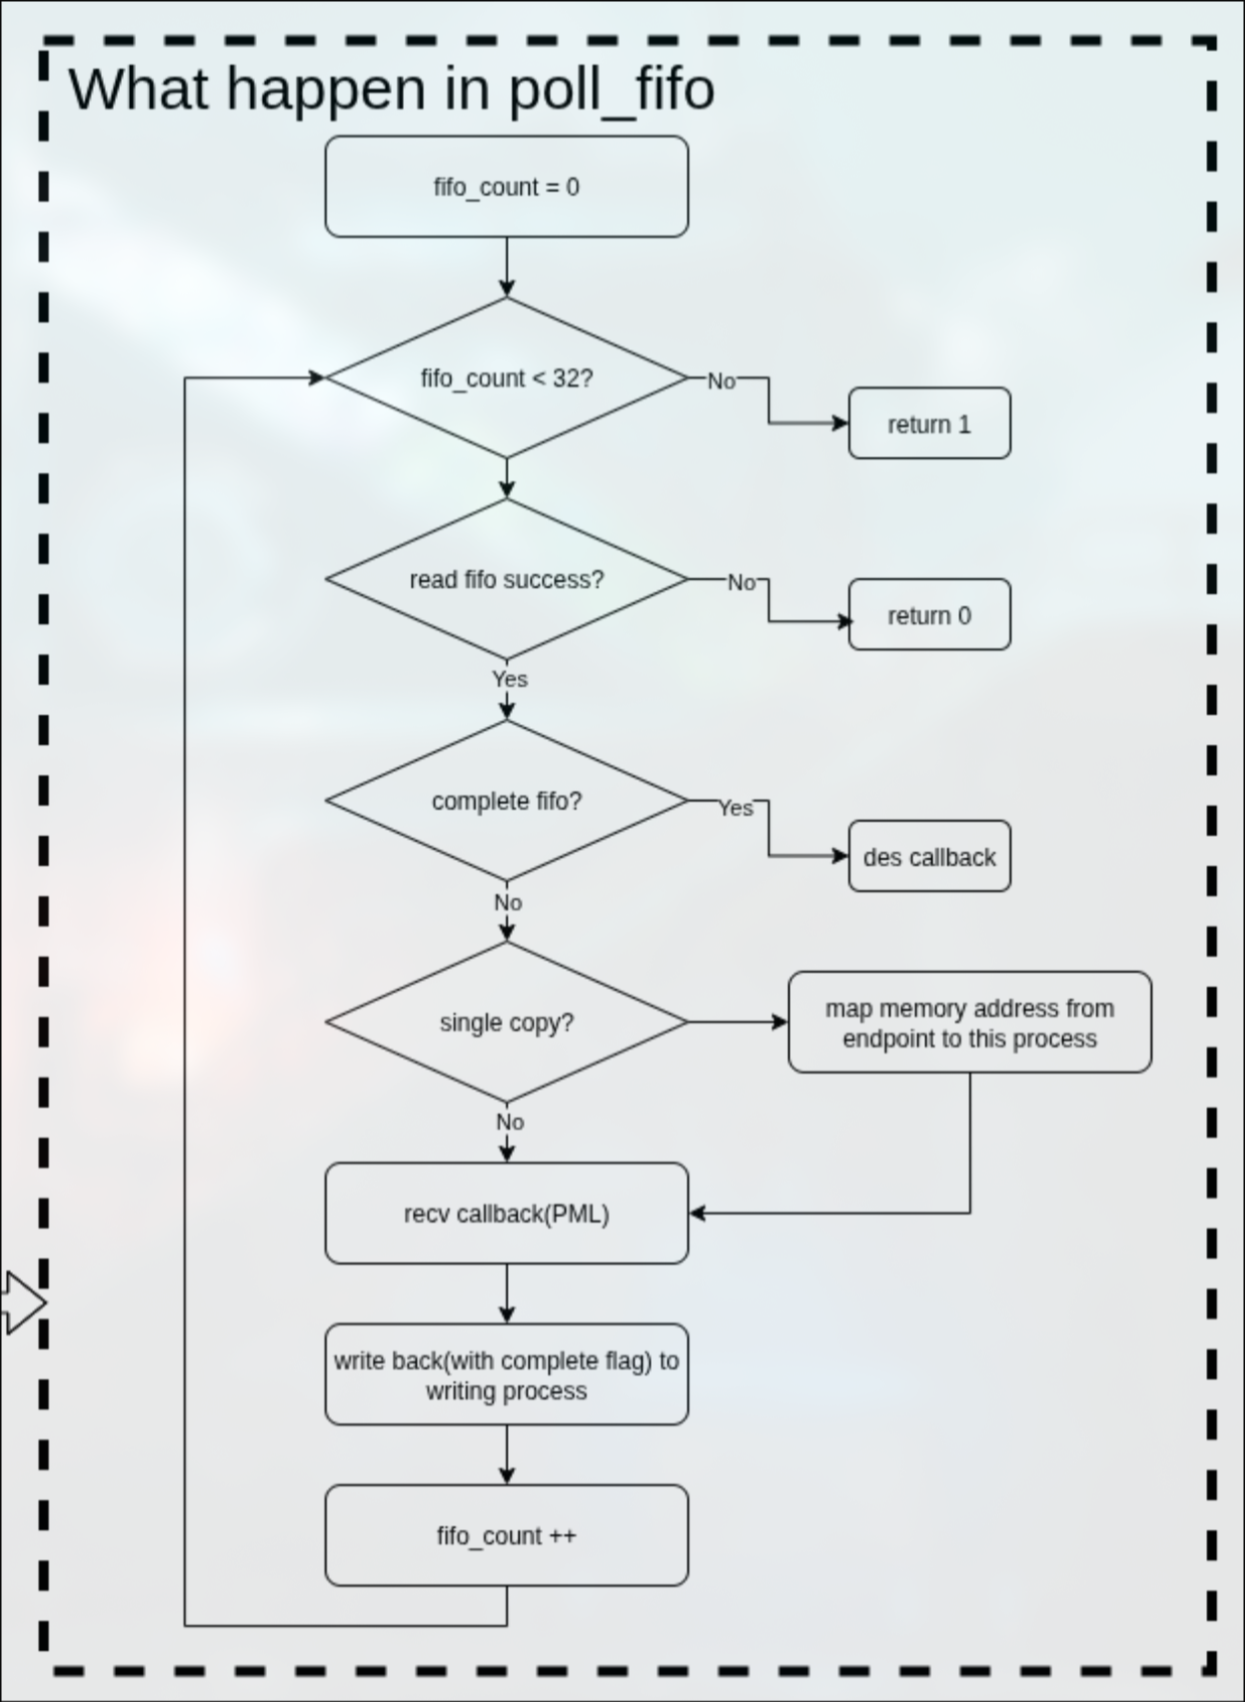 What happen in poll_fifo
fifo_count = 0
fifo_count < 32?
No
return 1
read fifo success?
No
return 0
Yes
complete fifo?
Yes
des callback
No
single copy?
map memory address from
endpoint to this process
No
recv callback(PML)
write back(with complete flag) to
writing process
fifo_count ++